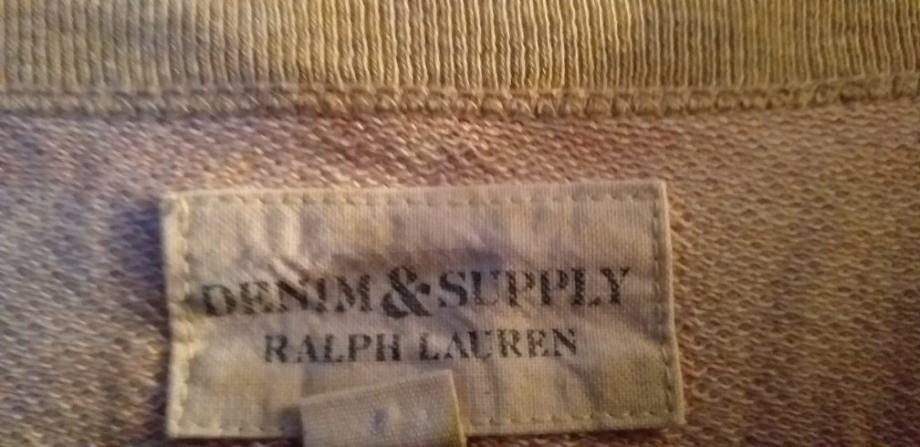 DENIM & SUPPLY
RALPH LAUREN